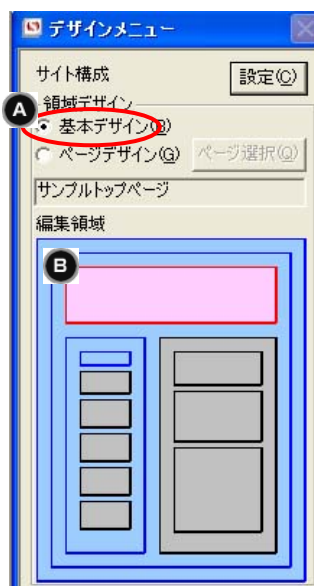 デザインメニュー
サイト構成
設定(C)
領域デザイン
A
基本デザイン(B)
ページデザイン(G)
ページ選択(Q)
サンプルトップページ
編集領域
B